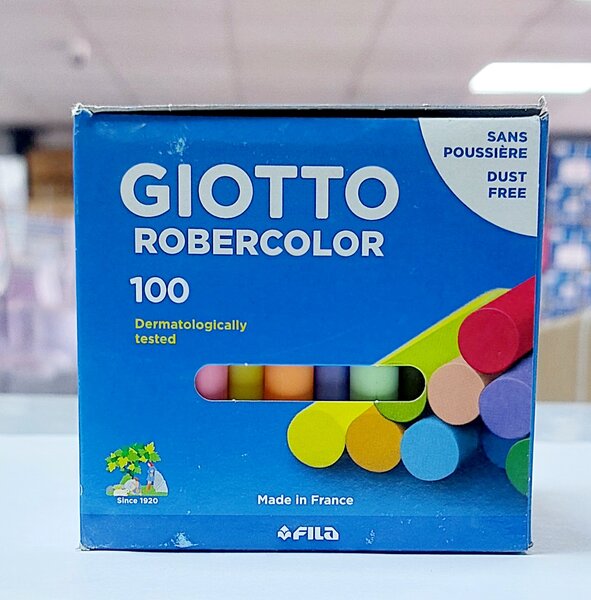 SANS
POUSSIÈRE
DUST
FREE
GIOTTO
ROBERCOLOR
100
Dermatologically
tested
Since 1920
Made in France
FILA